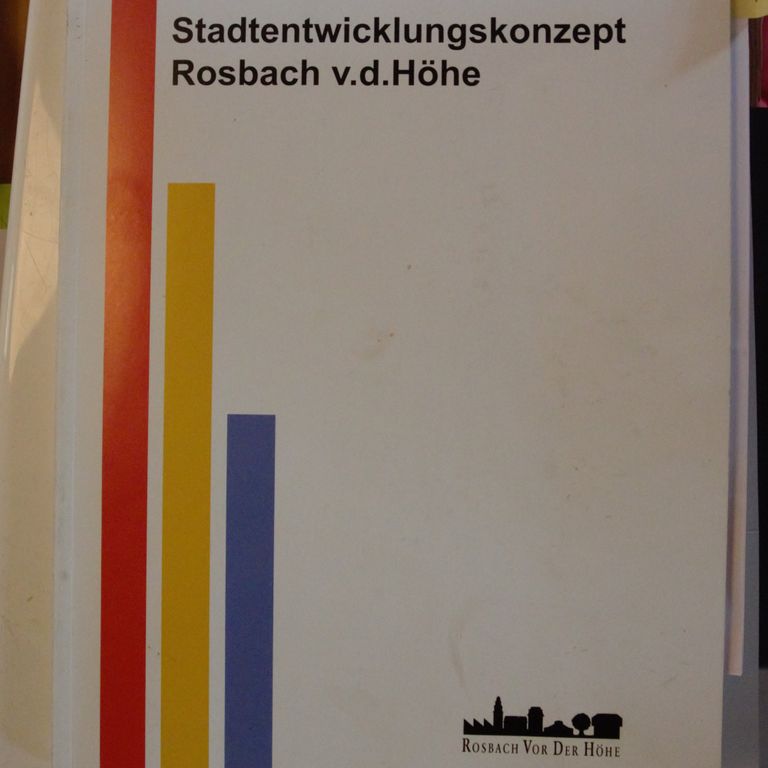 Stadtentwicklungskonzept
Rosbach v.d.Höhe
ROSBACH VOR DER HÖHE